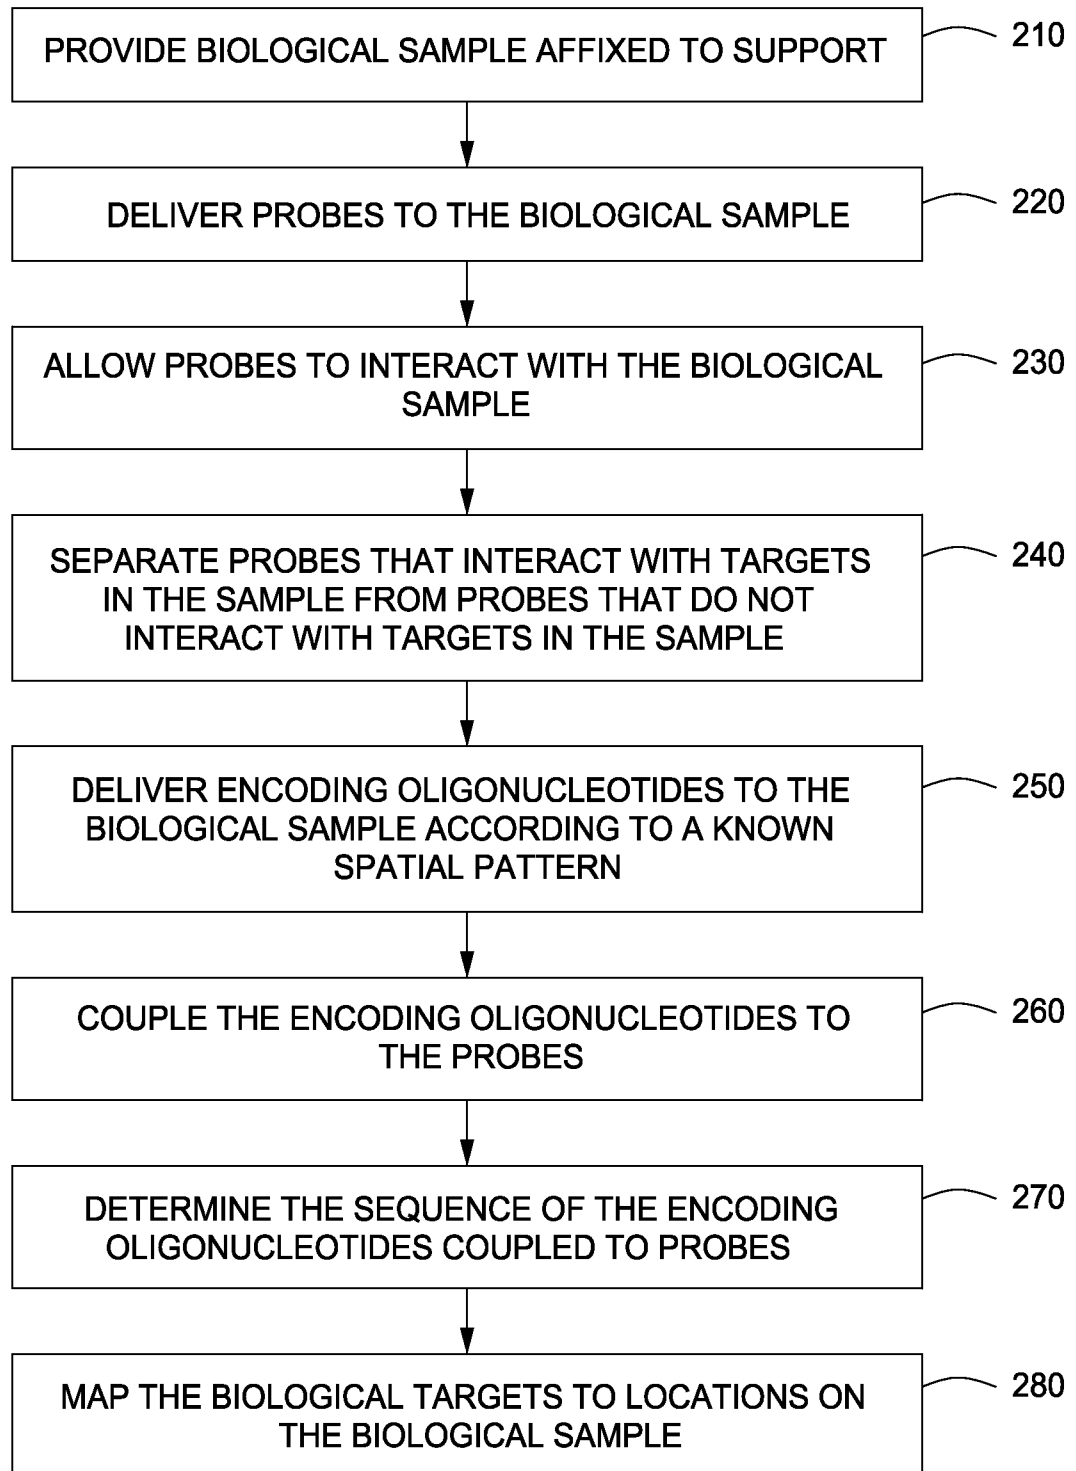 PROVIDE BIOLOGICAL SAMPLE AFFIXED TO SUPPORT
210
DELIVER PROBES TO THE BIOLOGICAL SAMPLE
220
ALLOW PROBES TO INTERACT WITH THE BIOLOGICAL
SAMPLE
230
SEPARATE PROBES THAT INTERACT WITH TARGETS
IN THE SAMPLE FROM PROBES THAT DO NOT
INTERACT WITH TARGETS IN THE SAMPLE
240
DELIVER ENCODING OLIGONUCLEOTIDES TO THE
BIOLOGICAL SAMPLE ACCORDING TO A KNOWN
SPATIAL PATTERN
250
COUPLE THE ENCODING OLIGONUCLEOTIDES TO
THE PROBES
260
DETERMINE THE SEQUENCE OF THE ENCODING
OLIGONUCLEOTIDES COUPLED TO PROBES
270
MAP THE BIOLOGICAL TARGETS TO LOCATIONS ON
THE BIOLOGICAL SAMPLE
280